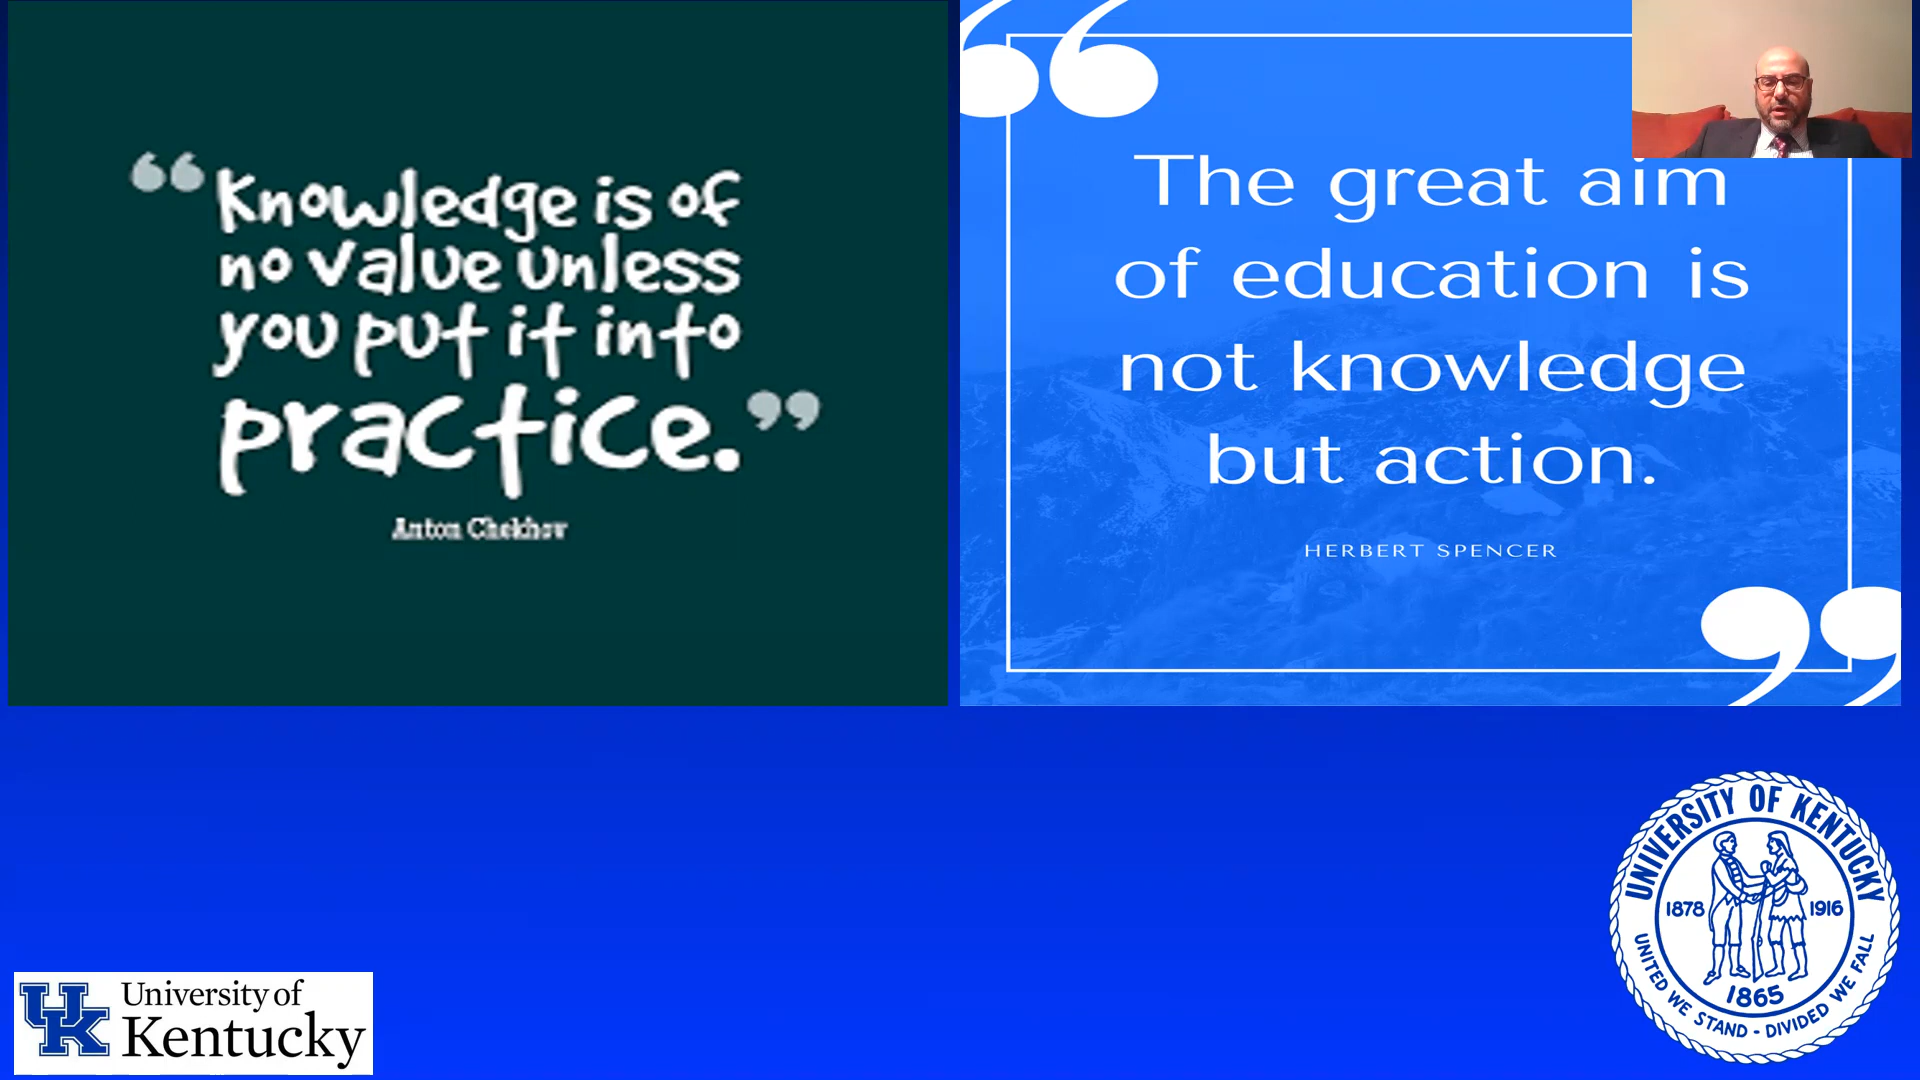 “Knowledge is of
no value unless
you put it into
practice.”
Anton Chekhov
“
The great aim
of education is
not knowledge
but action.
HERBERT SPENCER
”
UK University of
Kentucky
UNIVERSITY OF KENTUCKY
1878 1916
1865
UNITED WE STAND - DIVIDED WE FALL